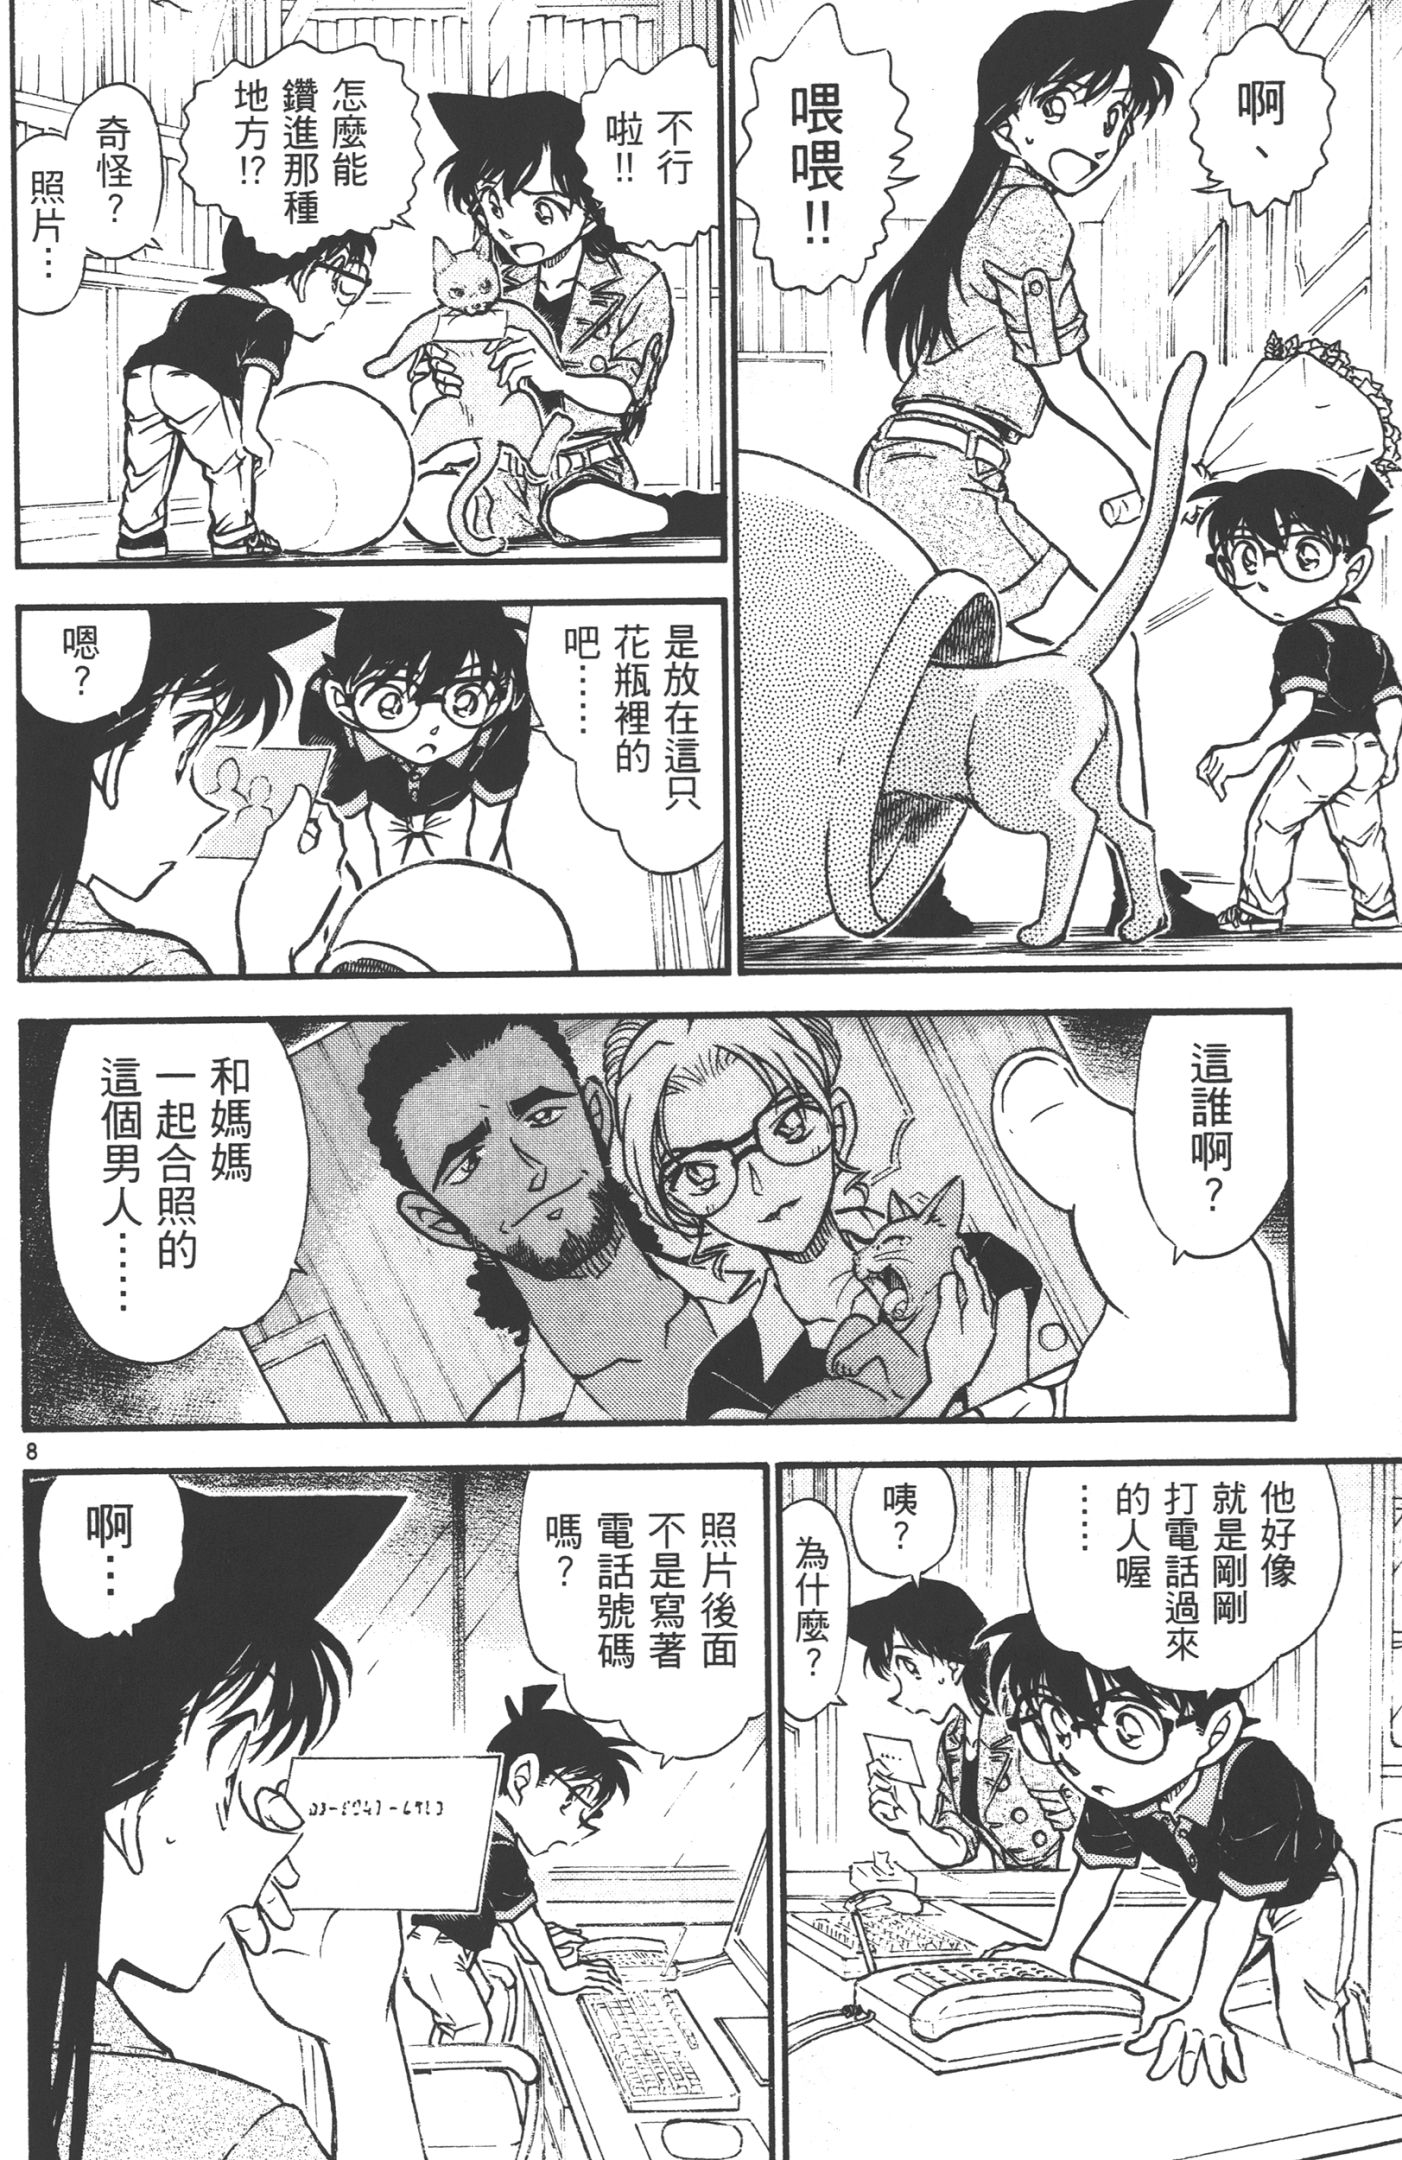 啊、
喂喂!!
不行
啦!!
怎麼能
鑽進那種
地方!?
奇怪？
照片…
是放在這只
花瓶裡的
吧……
嗯？
這誰啊？
和媽媽
一起合照的
這個男人……
他好像
就是剛剛
打電話過來
的人喔
……
咦？
為什麼？
照片後面
不是寫著
電話號碼
嗎？
啊…
8